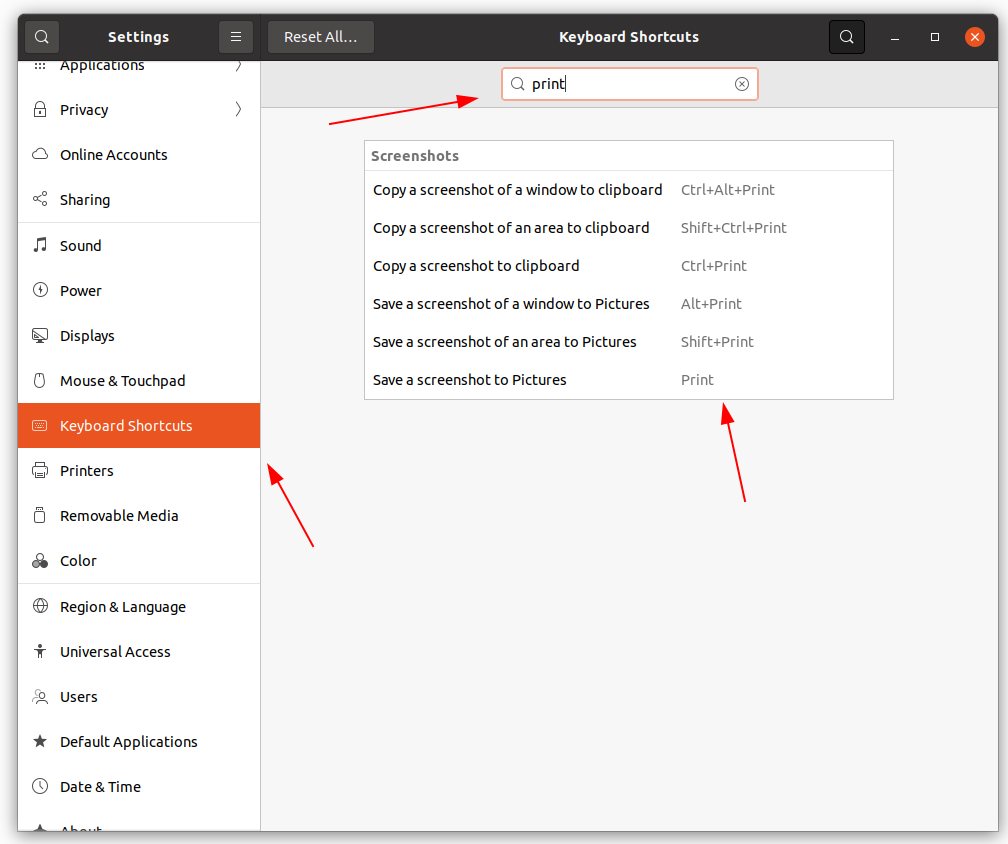 Settings
Reset All...
Keyboard Shortcuts
Applications
Privacy
Online Accounts
Sharing
Sound
Power
Displays
Mouse & Touchpad
Keyboard Shortcuts
Printers
Removable Media
Color
Region & Language
Universal Access
Users
Default Applications
Date & Time
About
print
Screenshots
Copy a screenshot of a window to clipboard Ctrl+Alt+Print
Copy a screenshot of an area to clipboard Shift+Ctrl+Print
Copy a screenshot to clipboard Ctrl+Print
Save a screenshot of a window to Pictures Alt+Print
Save a screenshot of an area to Pictures Shift+Print
Save a screenshot to Pictures Print